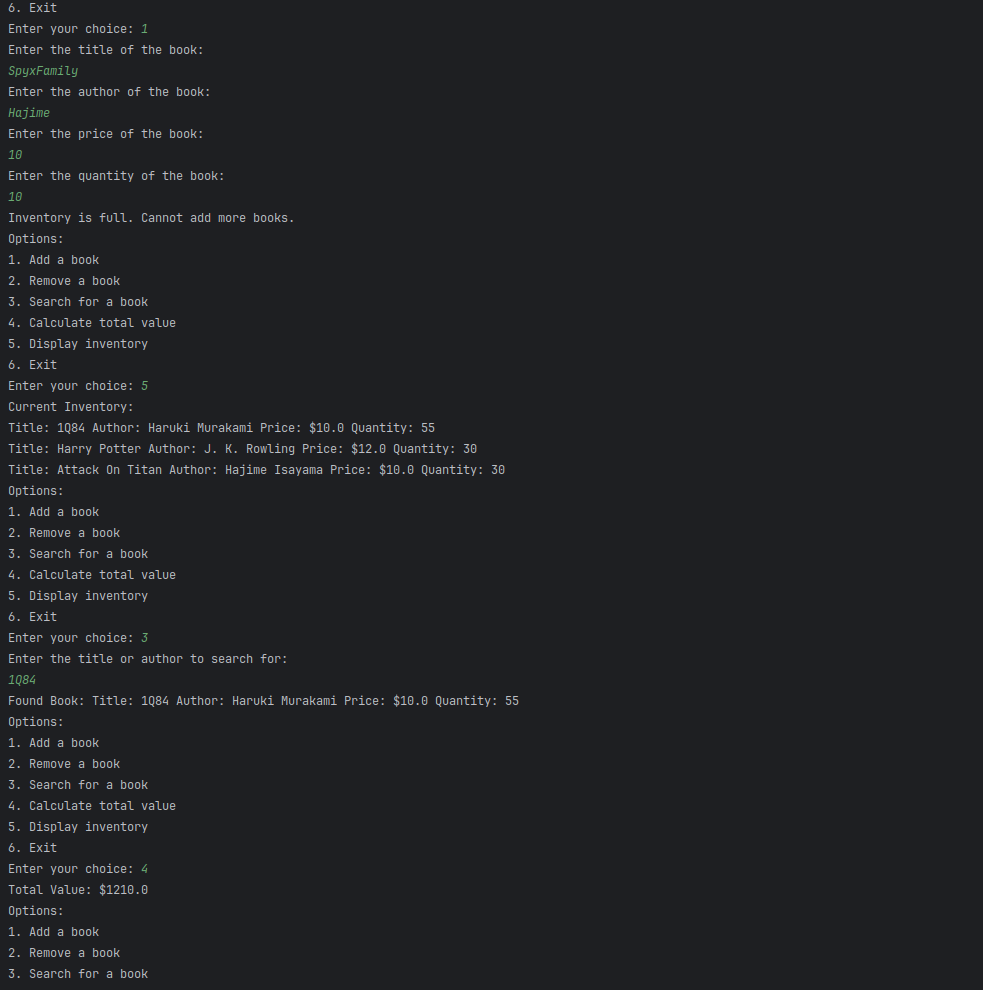 6. Exit
Enter your choice: 1
Enter the title of the book:
SpyxFamily
Enter the author of the book:
Hajime
Enter the price of the book:
10
Enter the quantity of the book:
10
Inventory is full. Cannot add more books.
Options:
1. Add a book
2. Remove a book
3. Search for a book
4. Calculate total value
5. Display inventory
6. Exit
Enter your choice: 5
Current Inventory:
Title: 1Q84 Author: Haruki Murakami Price: $10.0 Quantity: 55
Title: Harry Potter Author: J. K. Rowling Price: $12.0 Quantity: 30
Title: Attack On Titan Author: Hajime Isayama Price: $10.0 Quantity: 30
Options:
1. Add a book
2. Remove a book
3. Search for a book
4. Calculate total value
5. Display inventory
6. Exit
Enter your choice: 3
Enter the title or author to search for:
1Q84
Found Book: Title: 1Q84 Author: Haruki Murakami Price: $10.0 Quantity: 55
Options:
1. Add a book
2. Remove a book
3. Search for a book
4. Calculate total value
5. Display inventory
6. Exit
Enter your choice: 4
Total Value: $1210.0
Options:
1. Add a book
2. Remove a book
3. Search for a book